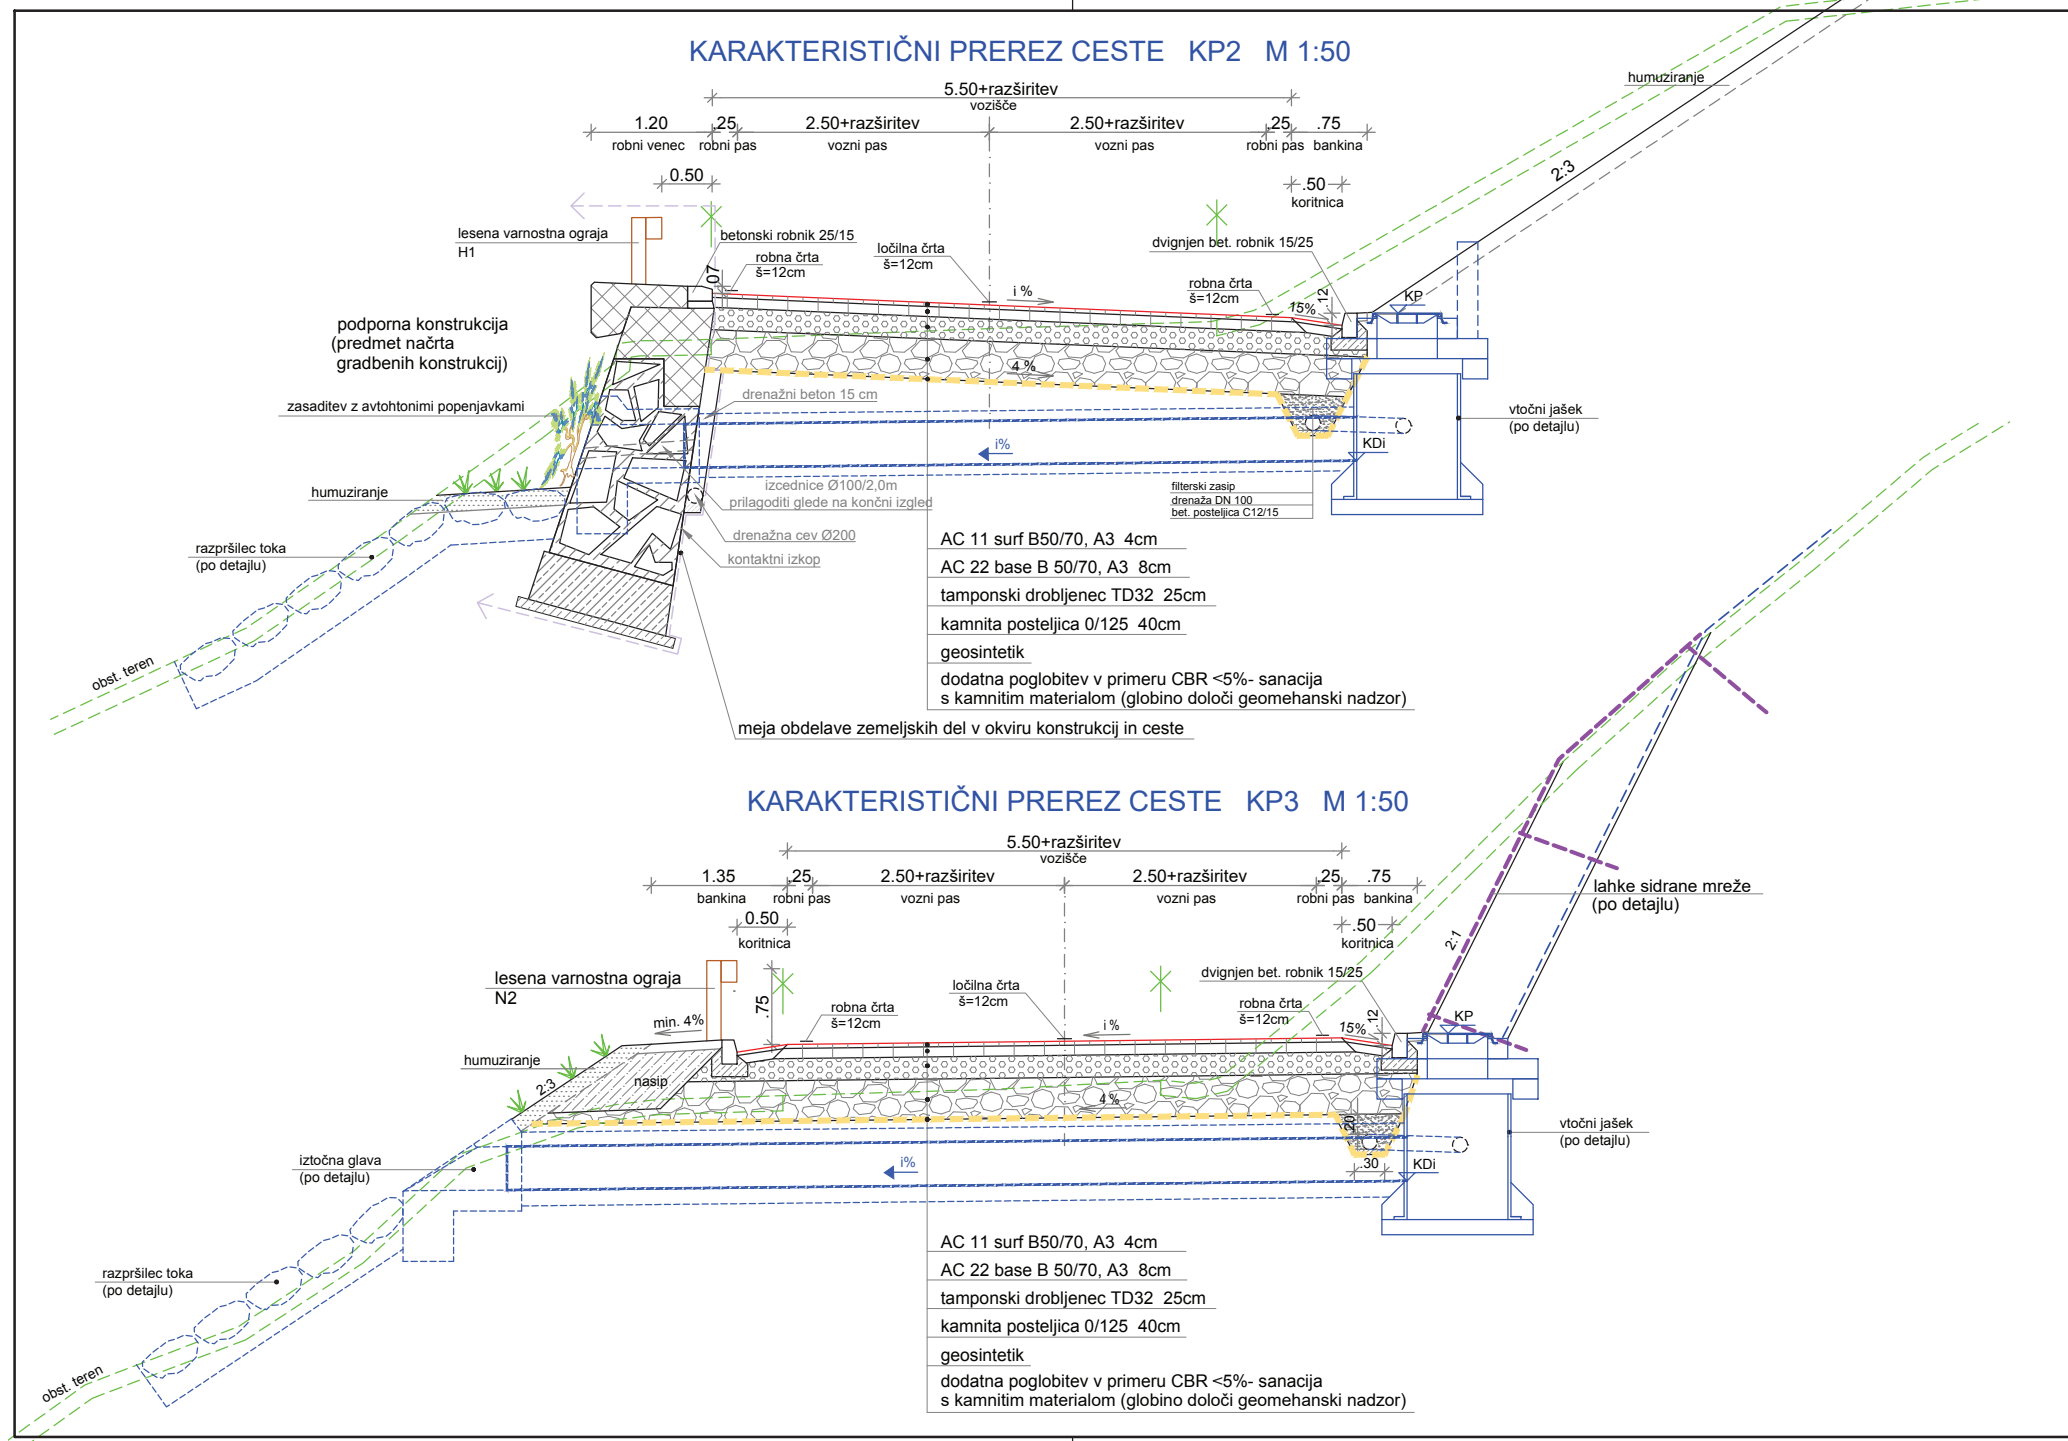 KARAKTERISTIČNI PREREZ CESTE KP2 M 1:50
humuziranje
5.50+razširitev
vozišče
1.20 .25 2.50+razširitev 2.50+razširitev .25 .75
robni venec robni pas vozni pas vozni pas robni pas bankina
0.50 .50
koritnica
2:3
lesena varnostna ograja
H1
betonski robnik 25/15
ločilna črta
š=12cm
dvignjen bet. robnik 15/25
robna črta
š=12cm
.07
i %
robna črta
š=12cm
15%
.12
KP
podporna konstrukcija
(predmet načrta
gradbenih konstrukcij)
4 %
drenažni beton 15 cm
zasaditev z avtohtonimi popenjavkami
vtočni jašek
(po detajlu)
i%
KDi
humuziranje
izcednice Ø100/2,0m
prilagoditi glede na končni izgled
filterski zasip
drenaža DN 100
bet. posteljica C12/15
drenažna cev Ø200
kontaktni izkop
razpršilec toka
(po detajlu)
AC 11 surf B50/70, A3 4cm
AC 22 base B 50/70, A3 8cm
tamponski drobljenec TD32 25cm
kamnita posteljica 0/125 40cm
geosintetik
dodatna poglobitev v primeru CBR <5%- sanacija
s kamnitim materialom (globino določi geomehanski nadzor)
obst. teren
meja obdelave zemeljskih del v okviru konstrukcij in ceste
KARAKTERISTIČNI PREREZ CESTE KP3 M 1:50
5.50+razširitev
vozišče
1.35 .25 2.50+razširitev 2.50+razširitev .25 .75
bankina robni pas vozni pas vozni pas robni pas bankina
0.50 .50
koritnica koritnica
lahke sidrane mreže
(po detajlu)
2:1
lesena varnostna ograja
N2
.75
ločilna črta
š=12cm
dvignjen bet. robnik 15/25
robna črta
š=12cm
robna črta
š=12cm
min. 4%
i %
15%
.12
KP
humuziranje
2:3
nasip
4 %
.20
vtočni jašek
(po detajlu)
iztočna glava
(po detajlu)
i%
.30
KDi
razpršilec toka
(po detajlu)
AC 11 surf B50/70, A3 4cm
AC 22 base B 50/70, A3 8cm
tamponski drobljenec TD32 25cm
kamnita posteljica 0/125 40cm
geosintetik
dodatna poglobitev v primeru CBR <5%- sanacija
s kamnitim materialom (globino določi geomehanski nadzor)
obst. teren